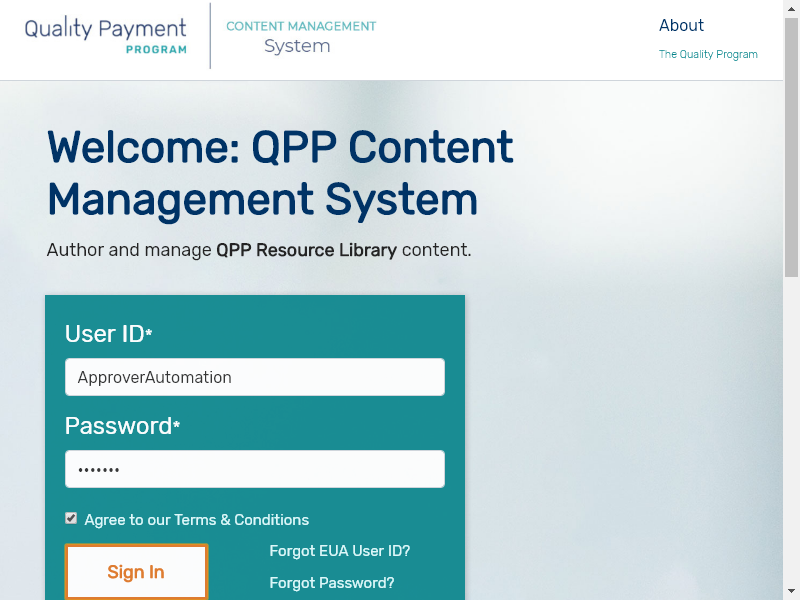 Quality Payment
PROGRAM
CONTENT MANAGEMENT
System
About
The Quality Program
Welcome: QPP Content
Management System
Author and manage QPP Resource Library content.
User ID*
ApproverAutomation
Password*
•••••••
Agree to our Terms & Conditions
Sign In
Forgot EUA User ID?
Forgot Password?